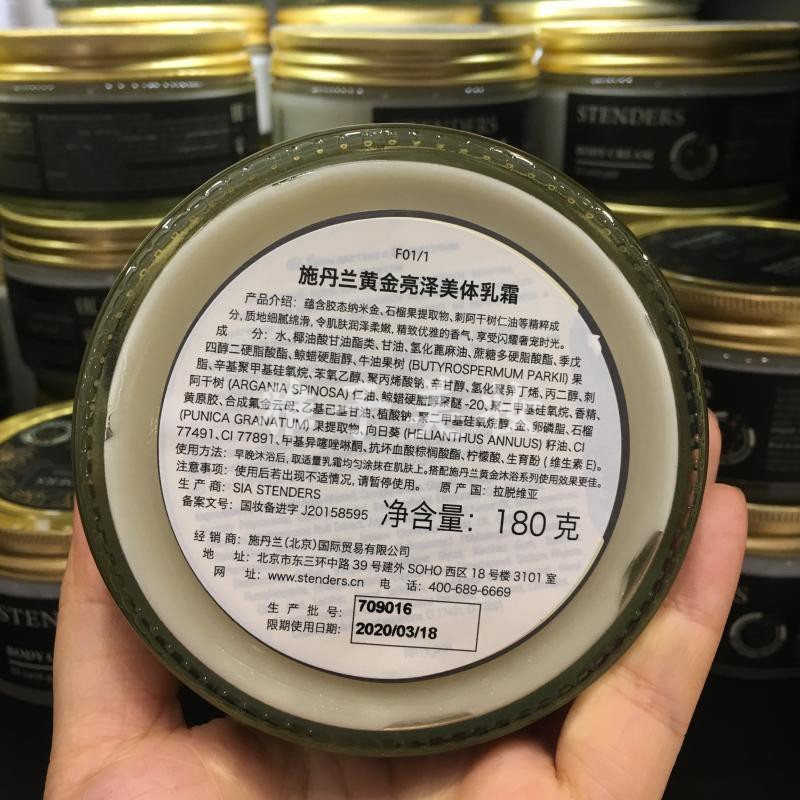 STENDERS
STENDERS
BODY CREAM
F01/1
施丹兰黄金亮泽美体乳霜
产品介绍：蕴含胶态纳米金、石榴果提取物、刺阿干树仁油等精粹成
分，质地细腻绵滑，令肌肤润泽柔嫩，精致优雅的香气，享受闪耀奢宠时光。
成 分：水、椰油酸甘油酯类、甘油、氢化蓖麻油、蔗糖多硬脂酸酯、季戊
四醇二硬脂酸酯、鲸蜡硬脂醇、牛油果树 (BUTYROSPERMUM PARKII) 果
脂、辛基聚甲基硅氧烷、苯氧乙醇、聚丙烯酸钠、辛甘醇、氢化聚异丁烯、丙二醇、刺
阿干树 (ARGANIA SPINOSA) 仁油、鲸蜡硬脂醇聚醚 -20、聚二甲基硅氧烷、香精、
黄原胶、合成氟金云母、乙基己基甘油、植酸钠、聚二甲基硅氧烷醇、金、卵磷脂、石榴
(PUNICA GRANATUM) 果提取物、向日葵 (HELIANTHUS ANNUUS) 籽油、CI
77491、CI 77891、甲基异噻唑啉酮、抗坏血酸棕榈酸酯、柠檬酸、生育酚 ( 维生素 E)。
使用方法：早晚沐浴后，取适量乳霜均匀涂抹在肌肤上。搭配施丹兰黄金沐浴系列使用效果更佳。
注意事项：使用后若出现不适情况，请暂停使用。 原 产 国：拉脱维亚
生 产 商：SIA STENDERS
备案文号：国妆备进字 J20158595 净含量：180 克
经 销 商：施丹兰(北京)国际贸易有限公司
地 址：北京市东三环中路 39 号建外 SOHO 西区 18 号楼 3101 室
网 址：www.stenders.cn 电 话：400-689-6669
生 产 批 号：709016
限期使用日期：2020/03/18